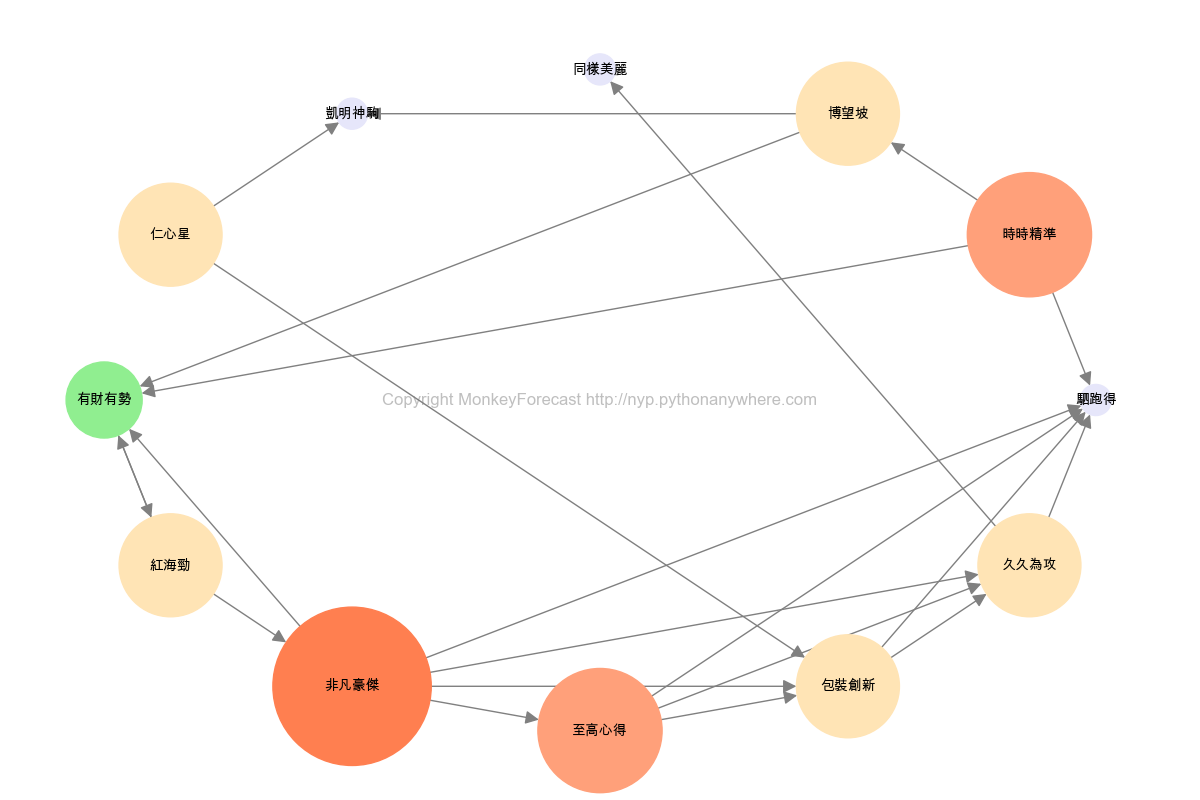 同樣美麗
凱明神駒
博望坡
仁心星
時時精準
有財有勢
Copyright MonkeyForecast http://nyp.pythonanywhere.com
駟跑得
紅海勁
久久為攻
非凡豪傑
包裝創新
至高心得